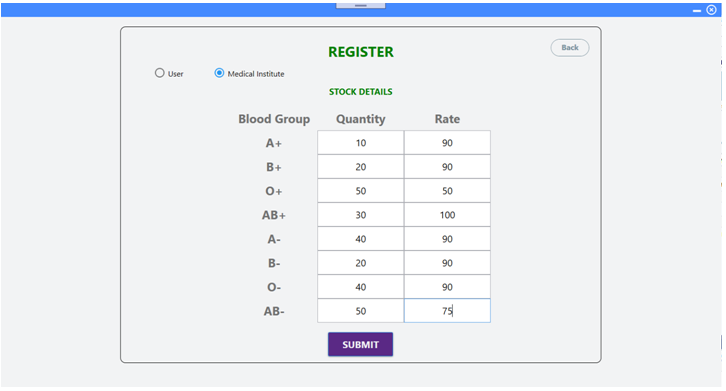 REGISTER
Back
User Medical Institute
STOCK DETAILS
Blood Group Quantity Rate
A+ 10 90
B+ 20 90
O+ 50 50
AB+ 30 100
A- 40 90
B- 20 90
O- 40 90
AB- 50 75
SUBMIT